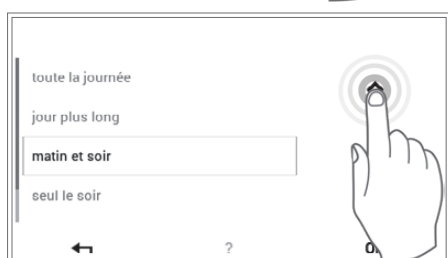 toute la journée
jour plus long
matin et soir
seul le soir
?